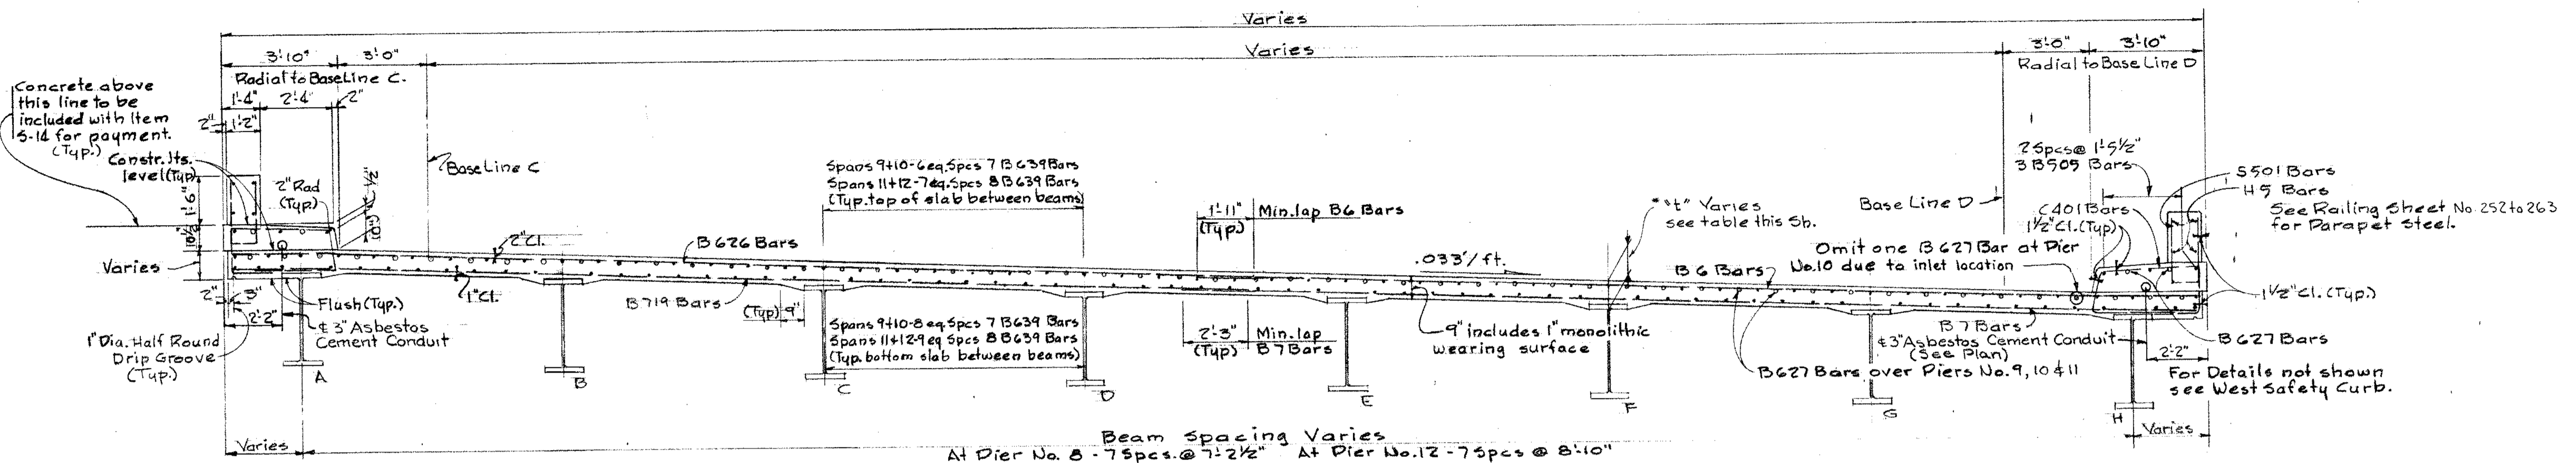 Varies
Varies
3'-10"
3'-0"
3'-0"
3'-10"
Radial to Base Line C.
Radial to Base Line D
1'-4"
2'-4"
2"
2"
1'-2"
Concrete above
this line to be
included with Item
S-14 for payment.
(Typ.)
Constr. Jts.
level (Typ)
2" Rad
(Typ.)
1'-6"
10½"
Base Line C
Spans 9+10-6 eq. Spcs 7 B639 Bars
Spans 11+12-7 eq. Spcs 8 B639 Bars
(Typ. top of slab between beams)
1'-11"
(Typ.)
Min. lap B6 Bars
*"t" Varies
see table this Sh.
Base Line D
2 Spcs @ 1'-5½"
3 B505 Bars
S501 Bars
H5 Bars
See Railing Sheet No. 252 to 263
for Parapet Steel.
C401 Bars
1½" Cl. (Typ)
Omit one B627 Bar at Pier
No.10 due to inlet location
Varies
2" Cl.
B626 Bars
.033'/ft.
B6 Bars
1" Cl.
B719 Bars
(Typ) 9"
2"
3"
2'-2"
Flush (Typ.)
¢ 3" Asbestos
Cement Conduit
1" Dia. Half Round
Drip Groove
(Typ.)
Spans 9+10-8 eq. Spcs 7 B639 Bars
Spans 11+12-9 eq Spcs 8 B639 Bars
(Typ. bottom slab between beams)
2'-3"
(Typ)
Min. lap
B7 Bars
9" includes 1" monolithic
wearing surface
B7 Bars
¢ 3" Asbestos Cement Conduit
(See Plan)
B627 Bars over Piers No. 9, 10 & 11
1½" Cl. (Typ.)
B627 Bars
2'-2"
For Details not shown
see West Safety Curb.
A
B
C
D
E
F
G
H
Varies
Beam Spacing Varies
Varies
At Pier No. 8 - 7 Spcs. @ 7'-2½" At Pier No. 12 - 7 Spcs @ 8'-10"